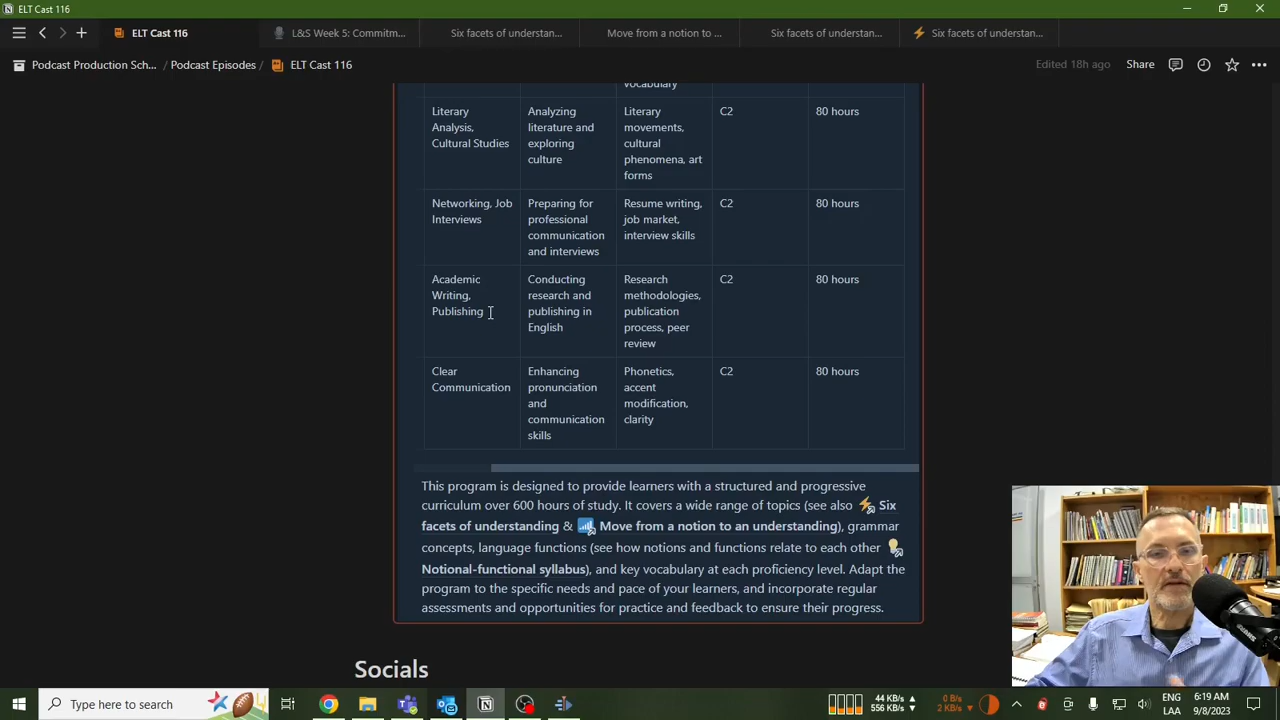 ELT Cast 116
ELT Cast 116
L&S Week 5: Commitm...
Six facets of understan...
Move from a notion to ...
Six facets of understan...
Six facets of understan...
Podcast Production Sch... / Podcast Episodes / ELT Cast 116
Edited 18h ago
Share
vocabulary
Literary
Analysis,
Cultural Studies
Analyzing
literature and
exploring
culture
Literary
movements,
cultural
phenomena, art
forms
C2
80 hours
Networking, Job
Interviews
Preparing for
professional
communication
and interviews
Resume writing,
job market,
interview skills
C2
80 hours
Academic
Writing,
Publishing
Conducting
research and
publishing in
English
Research
methodologies,
publication
process, peer
review
C2
80 hours
Clear
Communication
Enhancing
pronunciation
and
communication
skills
Phonetics,
accent
modification,
clarity
C2
80 hours
This program is designed to provide learners with a structured and progressive
curriculum over 600 hours of study. It covers a wide range of topics (see also Six
facets of understanding & Move from a notion to an understanding), grammar
concepts, language functions (see how notions and functions relate to each other
Notional-functional syllabus), and key vocabulary at each proficiency level. Adapt the
program to the specific needs and pace of your learners, and incorporate regular
assessments and opportunities for practice and feedback to ensure their progress.
Socials
Type here to search
44 KB/s
556 KB/s
0 B/s
2 KB/s
ENG
LAA
6:19 AM
9/8/2023